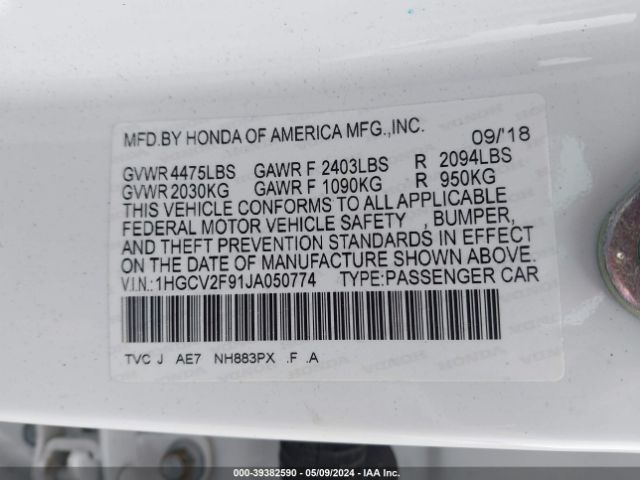 MFD.BY HONDA OF AMERICA MFG.,INC. 09/'18
GVWR 4475LBS GAWR F 2403LBS R 2094LBS
GVWR 2030KG GAWR F 1090KG R 950KG
THIS VEHICLE CONFORMS TO ALL APPLICABLE
FEDERAL MOTOR VEHICLE SAFETY , BUMPER,
AND THEFT PREVENTION STANDARDS IN EFFECT
ON THE DATE OF MANUFACTURE SHOWN ABOVE.
V.I.N.:1HGCV2F91JA050774 TYPE:PASSENGER CAR
TVC J AE7 NH883PX .F .A
000-39382590 - 05/09/2024 - IAA Inc.